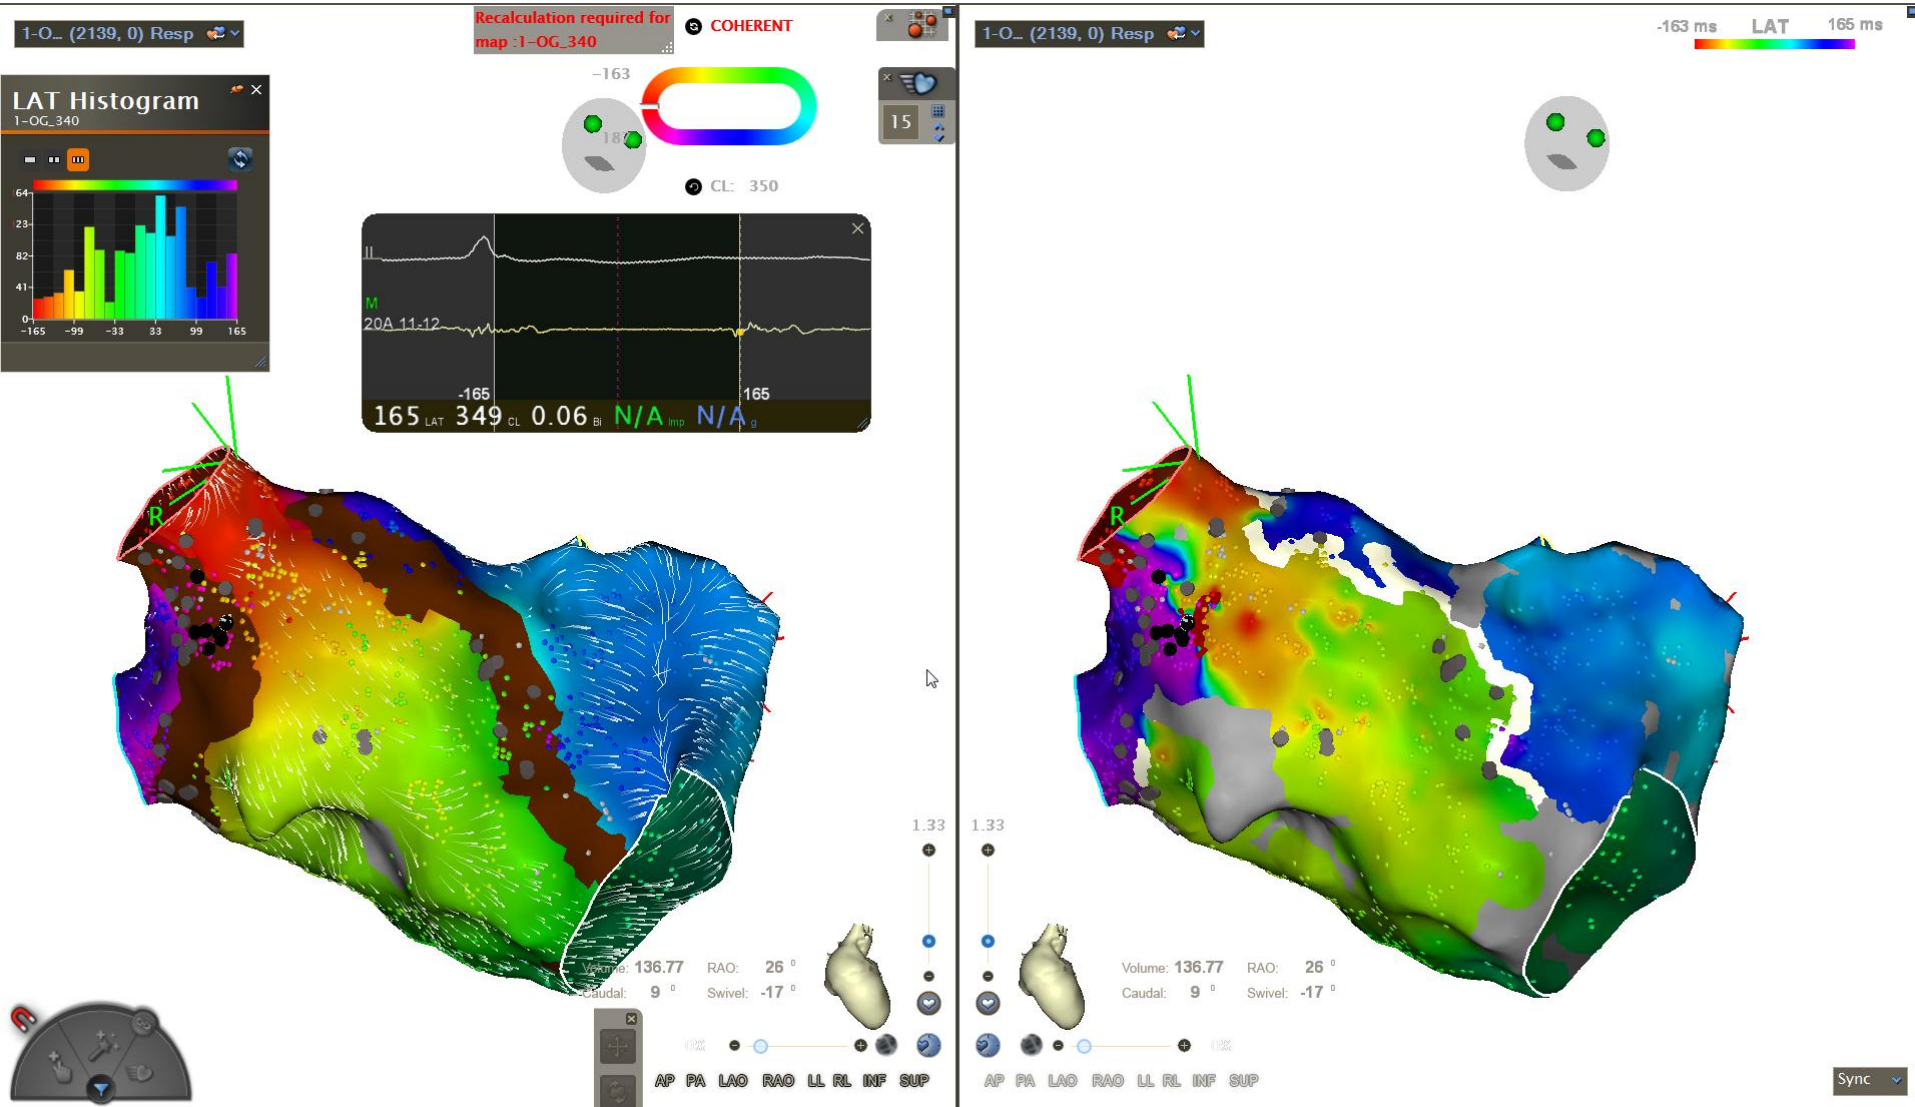 1-O... (2139, 0) Resp
Recalculation required for
map :1-OG_340
COHERENT
-163
CL: 350
15
LAT Histogram
1-OG_340
64
23
82
41
0
-165 -99 -33 33 99 165
II
M
20A 11-12
-165
165
165 LAT 349 CL 0.06 Bi N/A Imp N/A g
R
1.33
Volume: 136.77 RAO: 26 °
Caudal: 9 ° Swivel: -17 °
AP PA LAO RAO LL RL INF SUP
1-O... (2139, 0) Resp
-163 ms LAT 165 ms
R
1.33
Volume: 136.77 RAO: 26 °
Caudal: 9 ° Swivel: -17 °
AP PA LAO RAO LL RL INF SUP
Sync